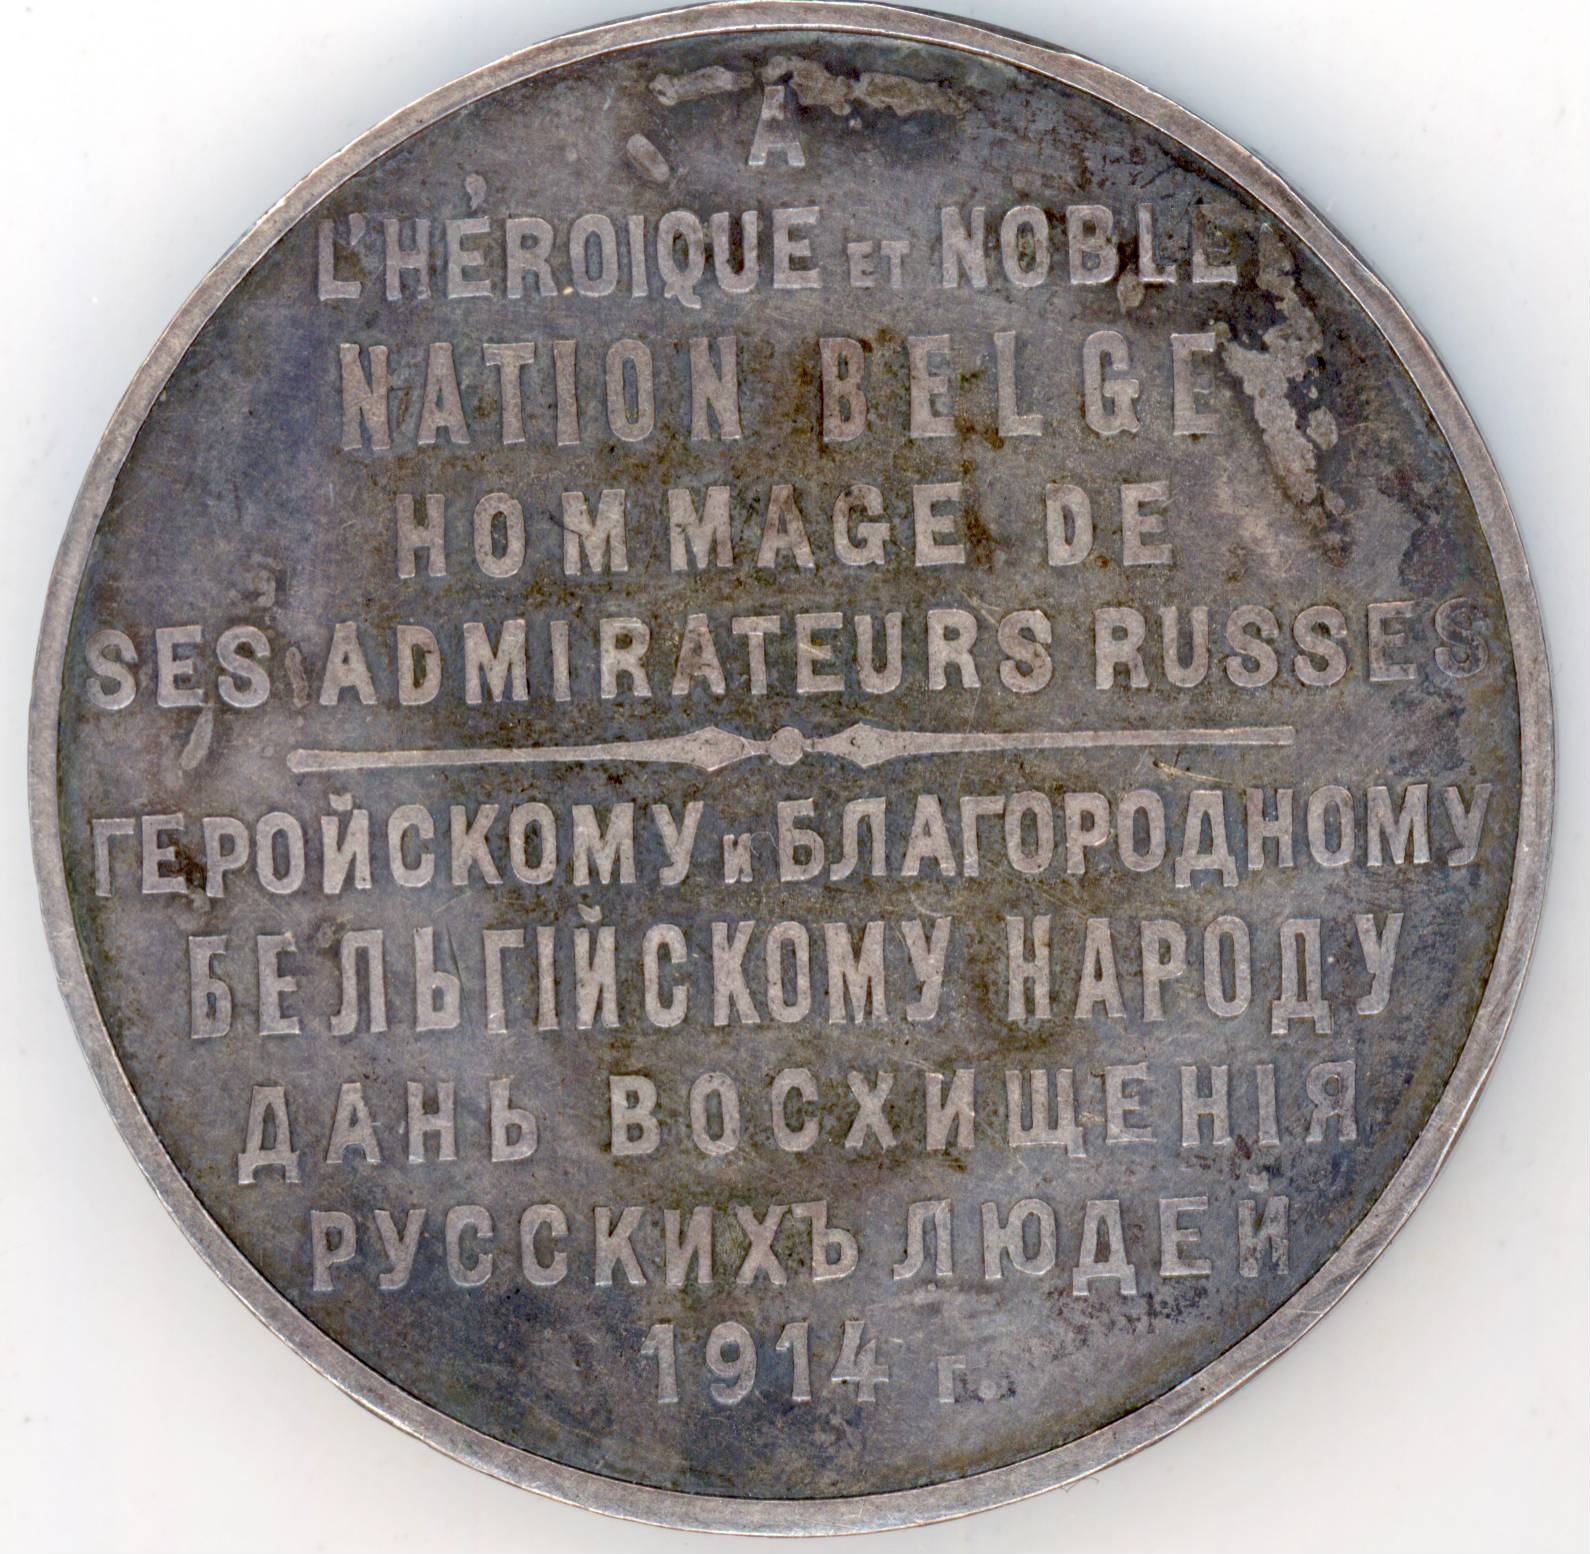 A
L'HÉROIQUE ET NOBLE
NATION BELGE
HOMMAGE DE
SES ADMIRATEURS RUSSES
ГЕРОЙСКОМУ и БЛАГОРОДНОМУ
БЕЛЬГІЙСКОМУ НАРОДУ
ДАНЬ ВОСХИЩЕНІЯ
РУССКИХЪ ЛЮДЕЙ
1914 г.